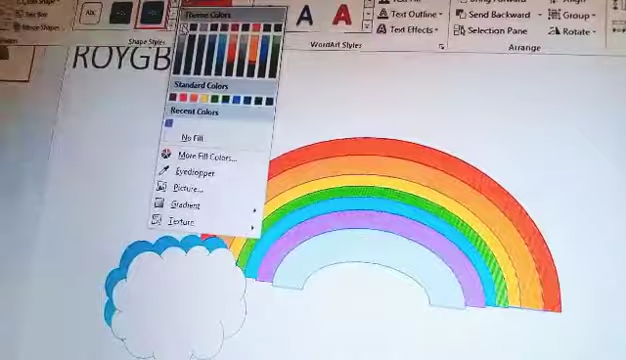 Abc
Shape Styles
Theme Colors
Standard Colors
Recent Colors
No Fill
More Fill Colors...
Eyedropper
Picture...
Gradient
Texture
A A
Text Outline
Text Effects
WordArt Styles
Send Backward
Selection Pane
Group
Rotate
Arrange
ROYGB